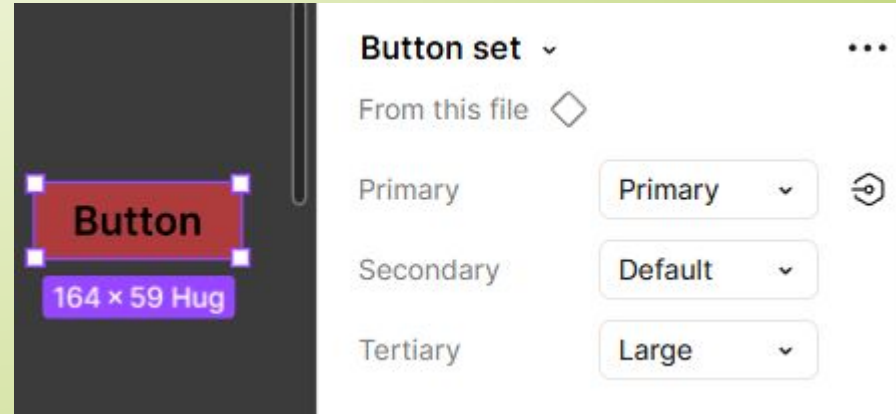 Button set
From this file
Primary Primary
Button
Secondary Default
164 × 59 Hug
Tertiary Large